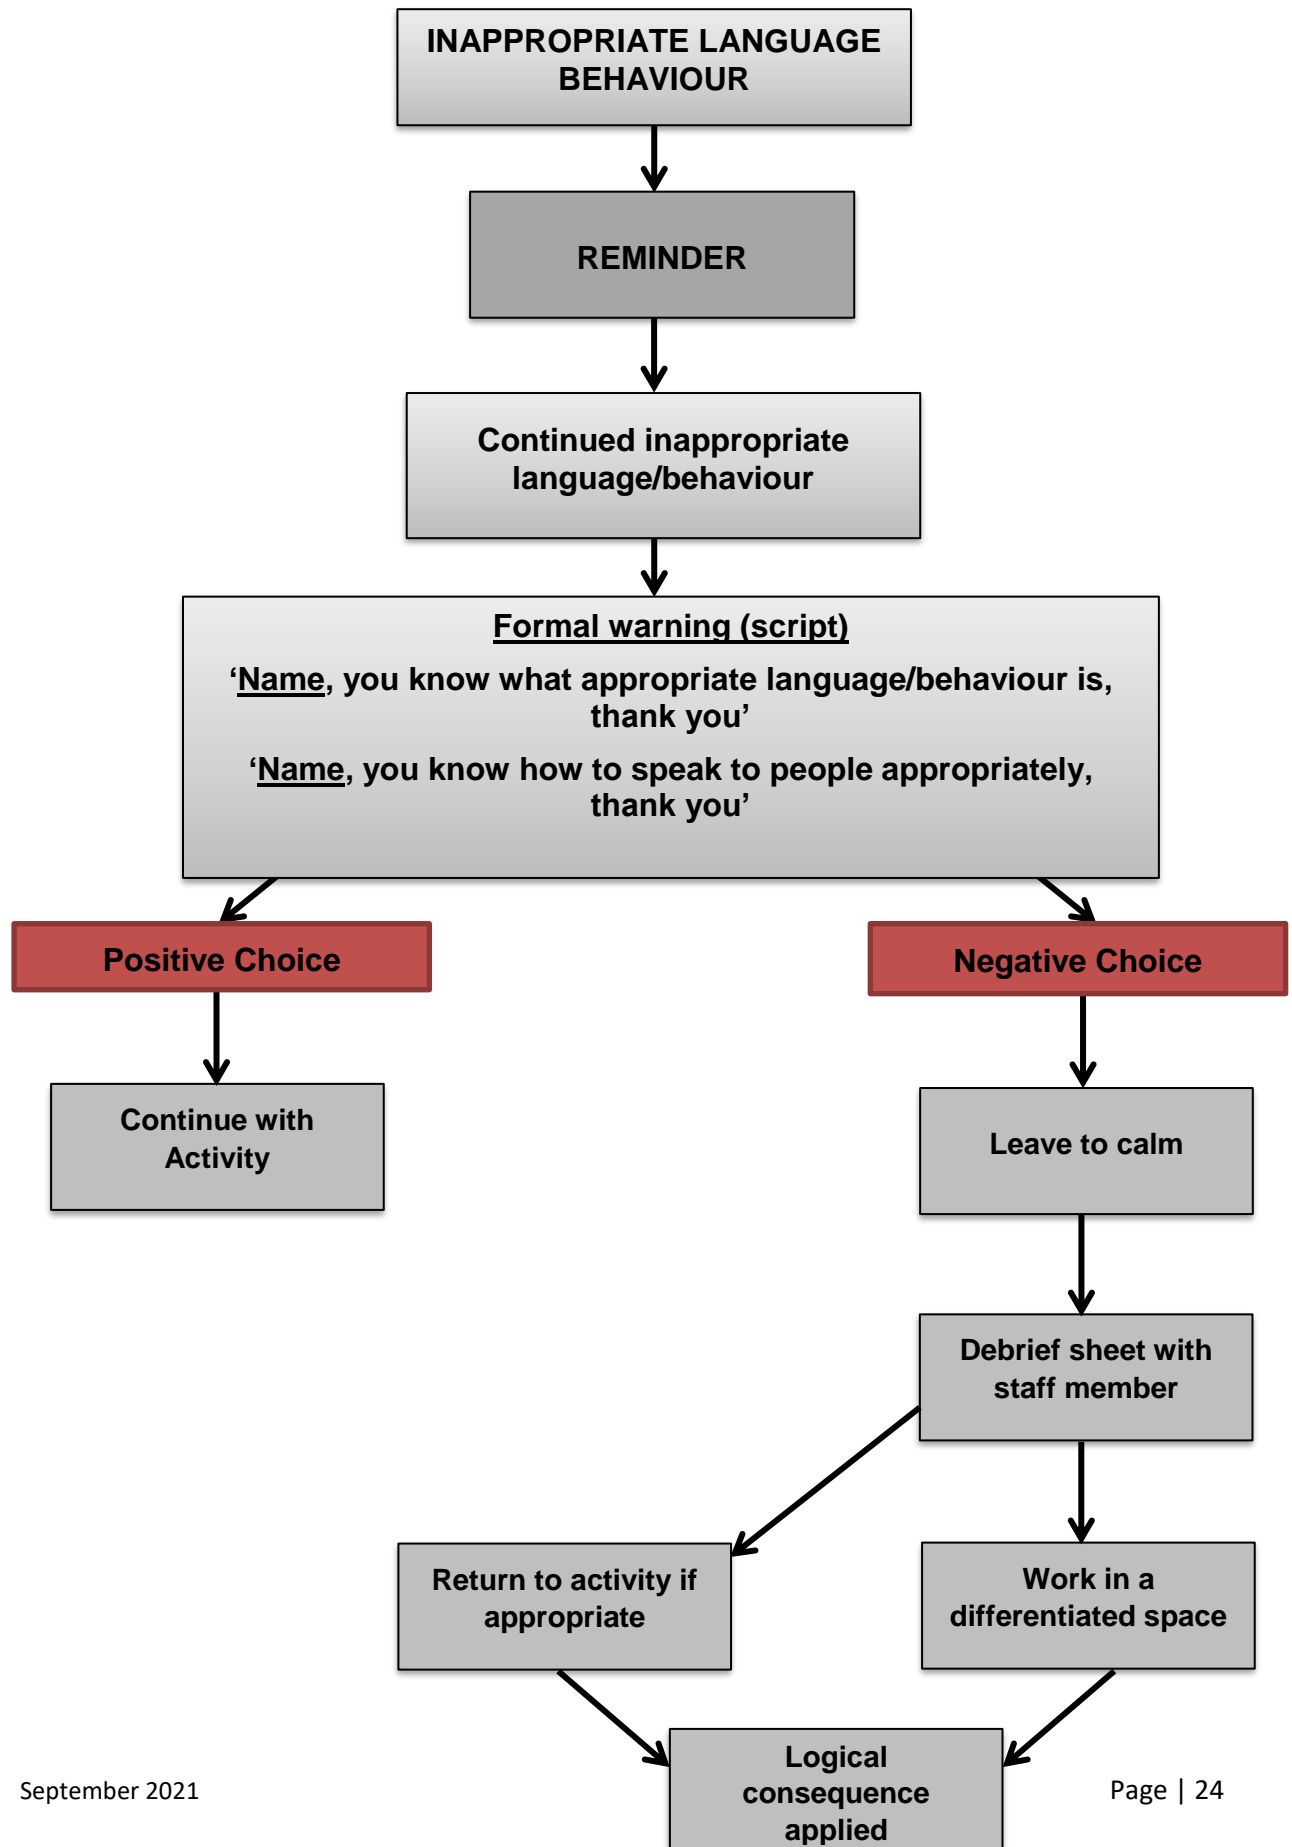 INAPPROPRIATE LANGUAGE
BEHAVIOUR
REMINDER
Continued inappropriate
language/behaviour
Formal warning (script)
‘Name, you know what appropriate language/behaviour is,
thank you’
‘Name, you know how to speak to people appropriately,
thank you’
Positive Choice
Negative Choice
Continue with
Activity
Leave to calm
Debrief sheet with
staff member
Return to activity if
appropriate
Work in a
differentiated space
Logical
consequence
applied
September 2021
Page | 24